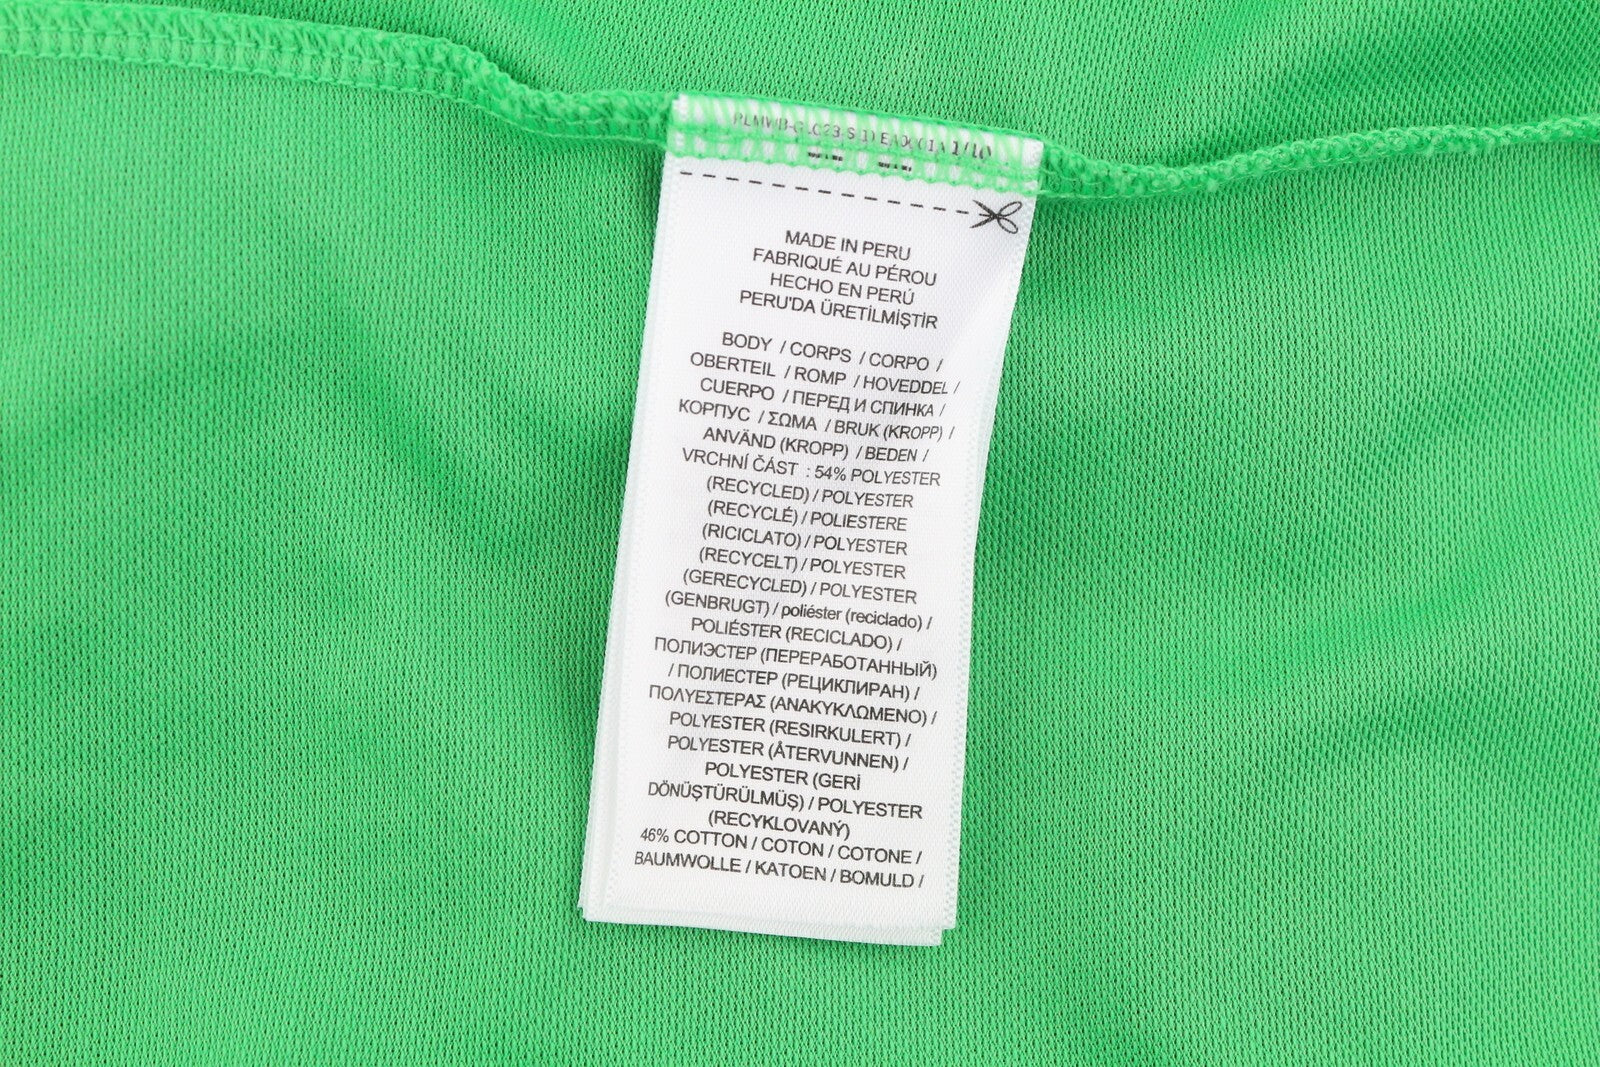 MADE IN PERU
FABRIQUÉ AU PÉROU
HECHO EN PERÚ
PERU'DA ÜRETİLMİŞTİR
BODY / CORPS / CORPO /
OBERTEIL / ROMP / HOVEDDEL /
CUERPO / ПЕРЕД И СПИНКА /
КОРПУС / ΣΩΜΑ / BRUK (KROPP) /
ANVÄND (KROPP) / BEDEN /
VRCHNÍ ČÁST : 54% POLYESTER
(RECYCLED) / POLYESTER
(RECYCLÉ) / POLIESTERE
(RICICLATO) / POLYESTER
(RECYCELT) / POLYESTER
(GERECYCLED) / POLYESTER
(GENBRUGT) / poliéster (reciclado) /
POLIÉSTER (RECICLADO) /
ПОЛИЭСТЕР (ПЕРЕРАБОТАННЫЙ)
/ ПОЛИЕСТЕР (РЕЦИКЛИРАН) /
ΠΟΛΥΕΣΤΕΡΑΣ (ΑΝΑΚΥΚΛΩΜΕΝΟ) /
POLYESTER (RESIRKULERT) /
POLYESTER (ÅTERVUNNEN) /
POLYESTER (GERİ
DÖNÜŞTÜRÜLMÜŞ) / POLYESTER
(RECYKLOVANÝ)
46% COTTON / COTON / COTONE /
BAUMWOLLE / KATOEN / BOMULD /